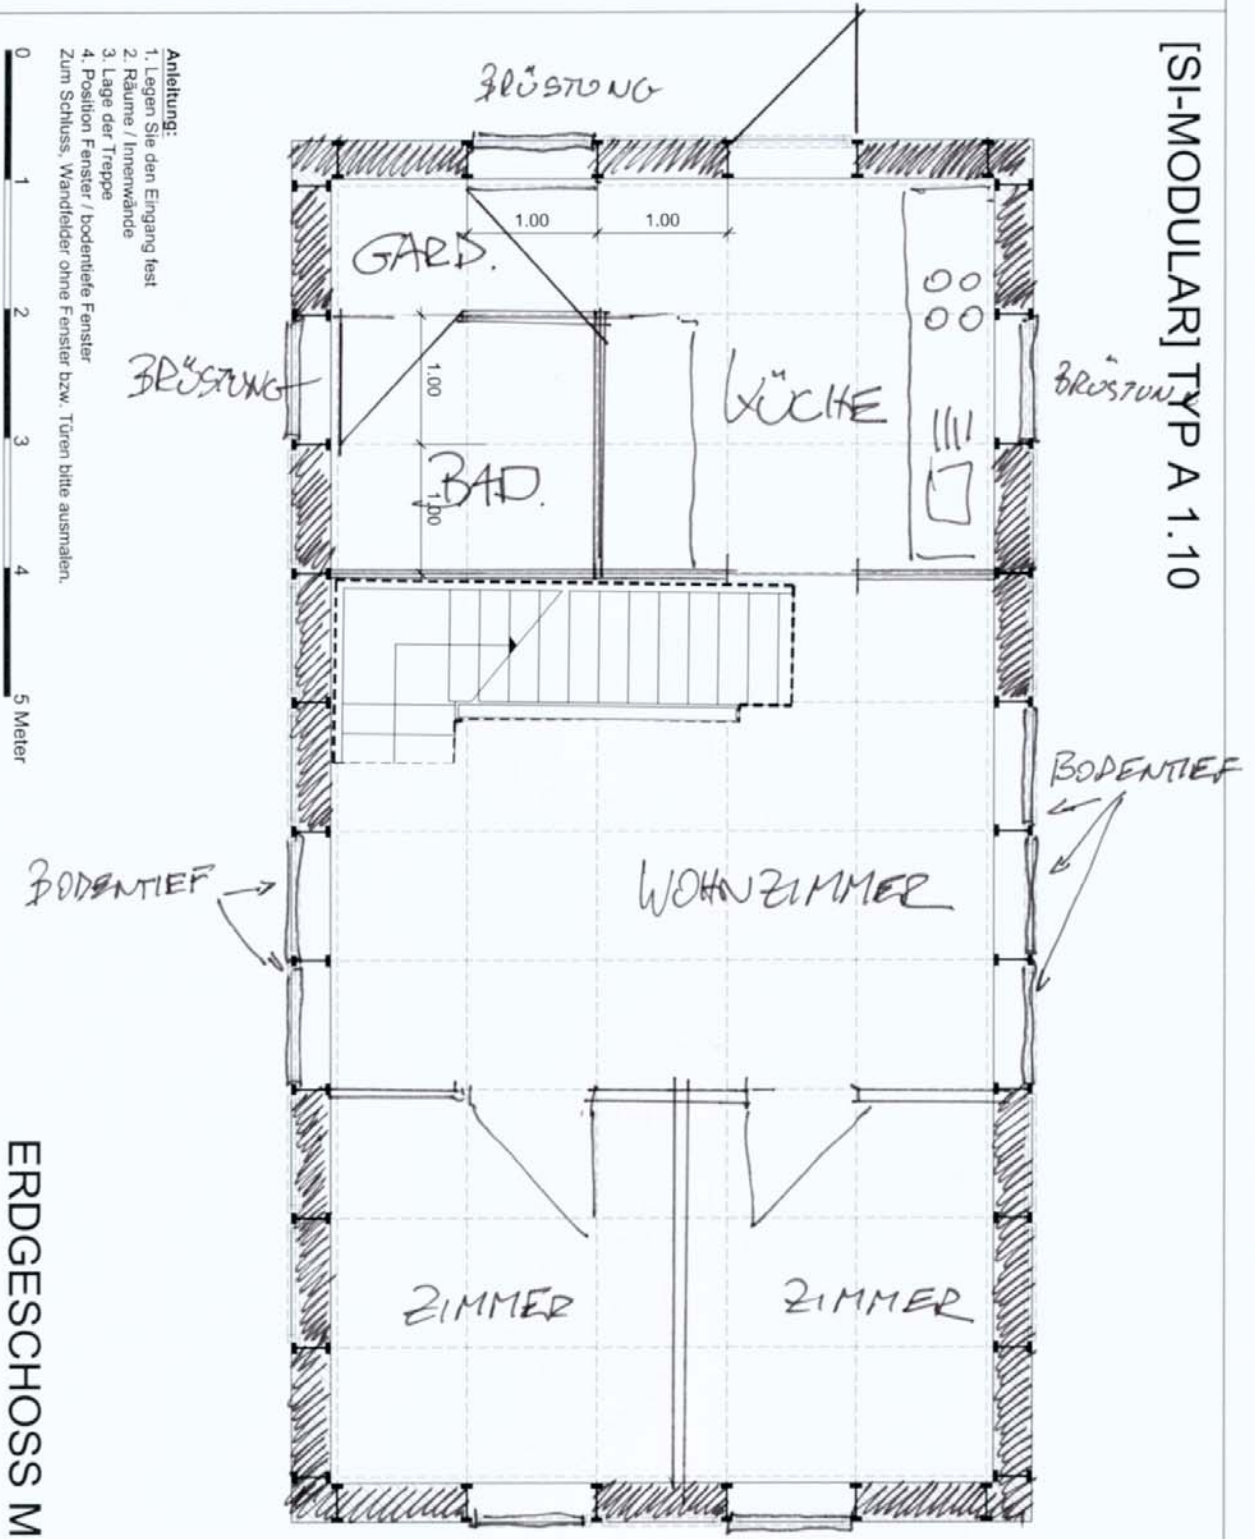 [SI-MODULAR] TYP A 1.10
Anleitung:
1. Legen Sie den Eingang fest
2. Räume / Innenwände
3. Lage der Treppe
4. Position Fenster / bodentiefe Fenster
Zum Schluss, Wandfelder ohne Fenster bzw. Türen bitte ausmalen.
0 1 2 3 4 5 Meter
BRÜSTUNG
1.00 1.00
GARD.
BRÜSTUNG
1.00
KÜCHE
BRÜSTUNG
BAD.
1.00
BODENTIEF
BODENTIEF
WOHNZIMMER
ZIMMER
ZIMMER
ERDGESCHOSS M